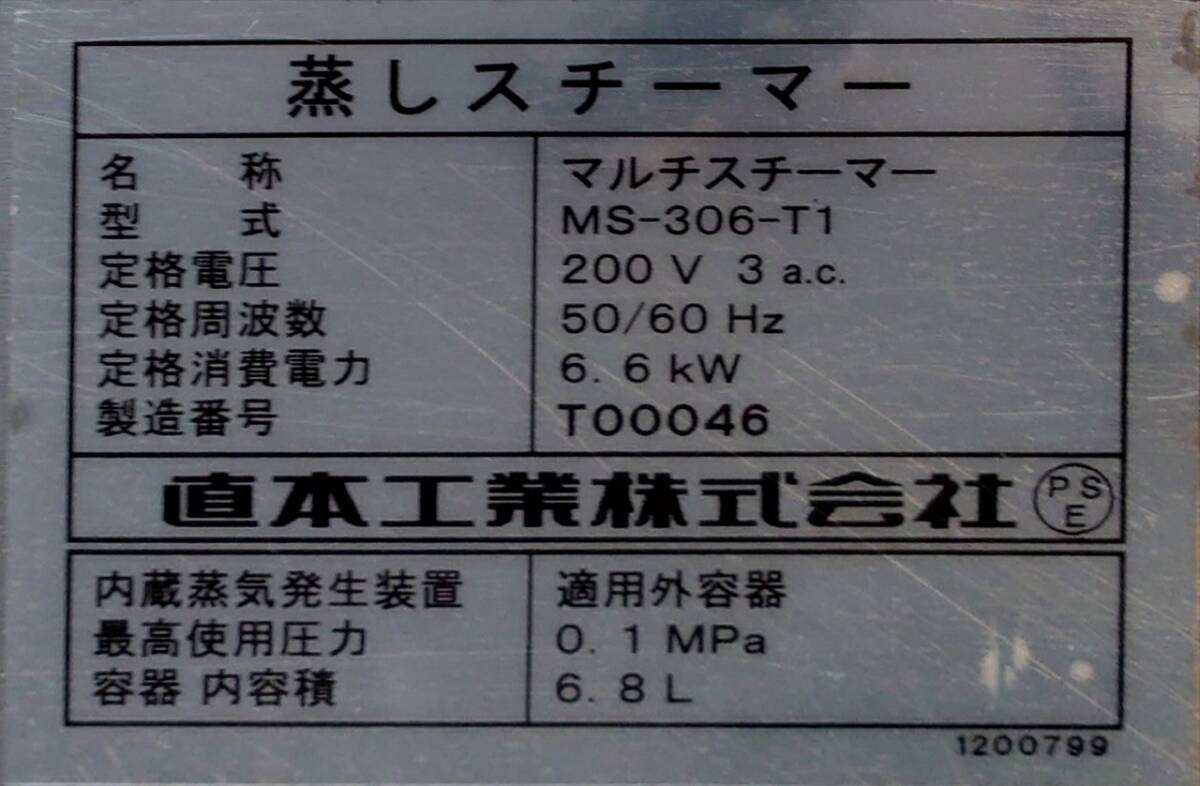 蒸しスチーマー
名 称 マルチスチーマー
型 式 MS-306-T1
定格電圧 200 V 3 a.c.
定格周波数 50/60 Hz
定格消費電力 6. 6 kW
製造番号 T00046
直本工業株式会社 PSE
内蔵蒸気発生装置 適用外容器
最高使用圧力 0. 1 MPa
容器 内容積 6. 8 L
1200799